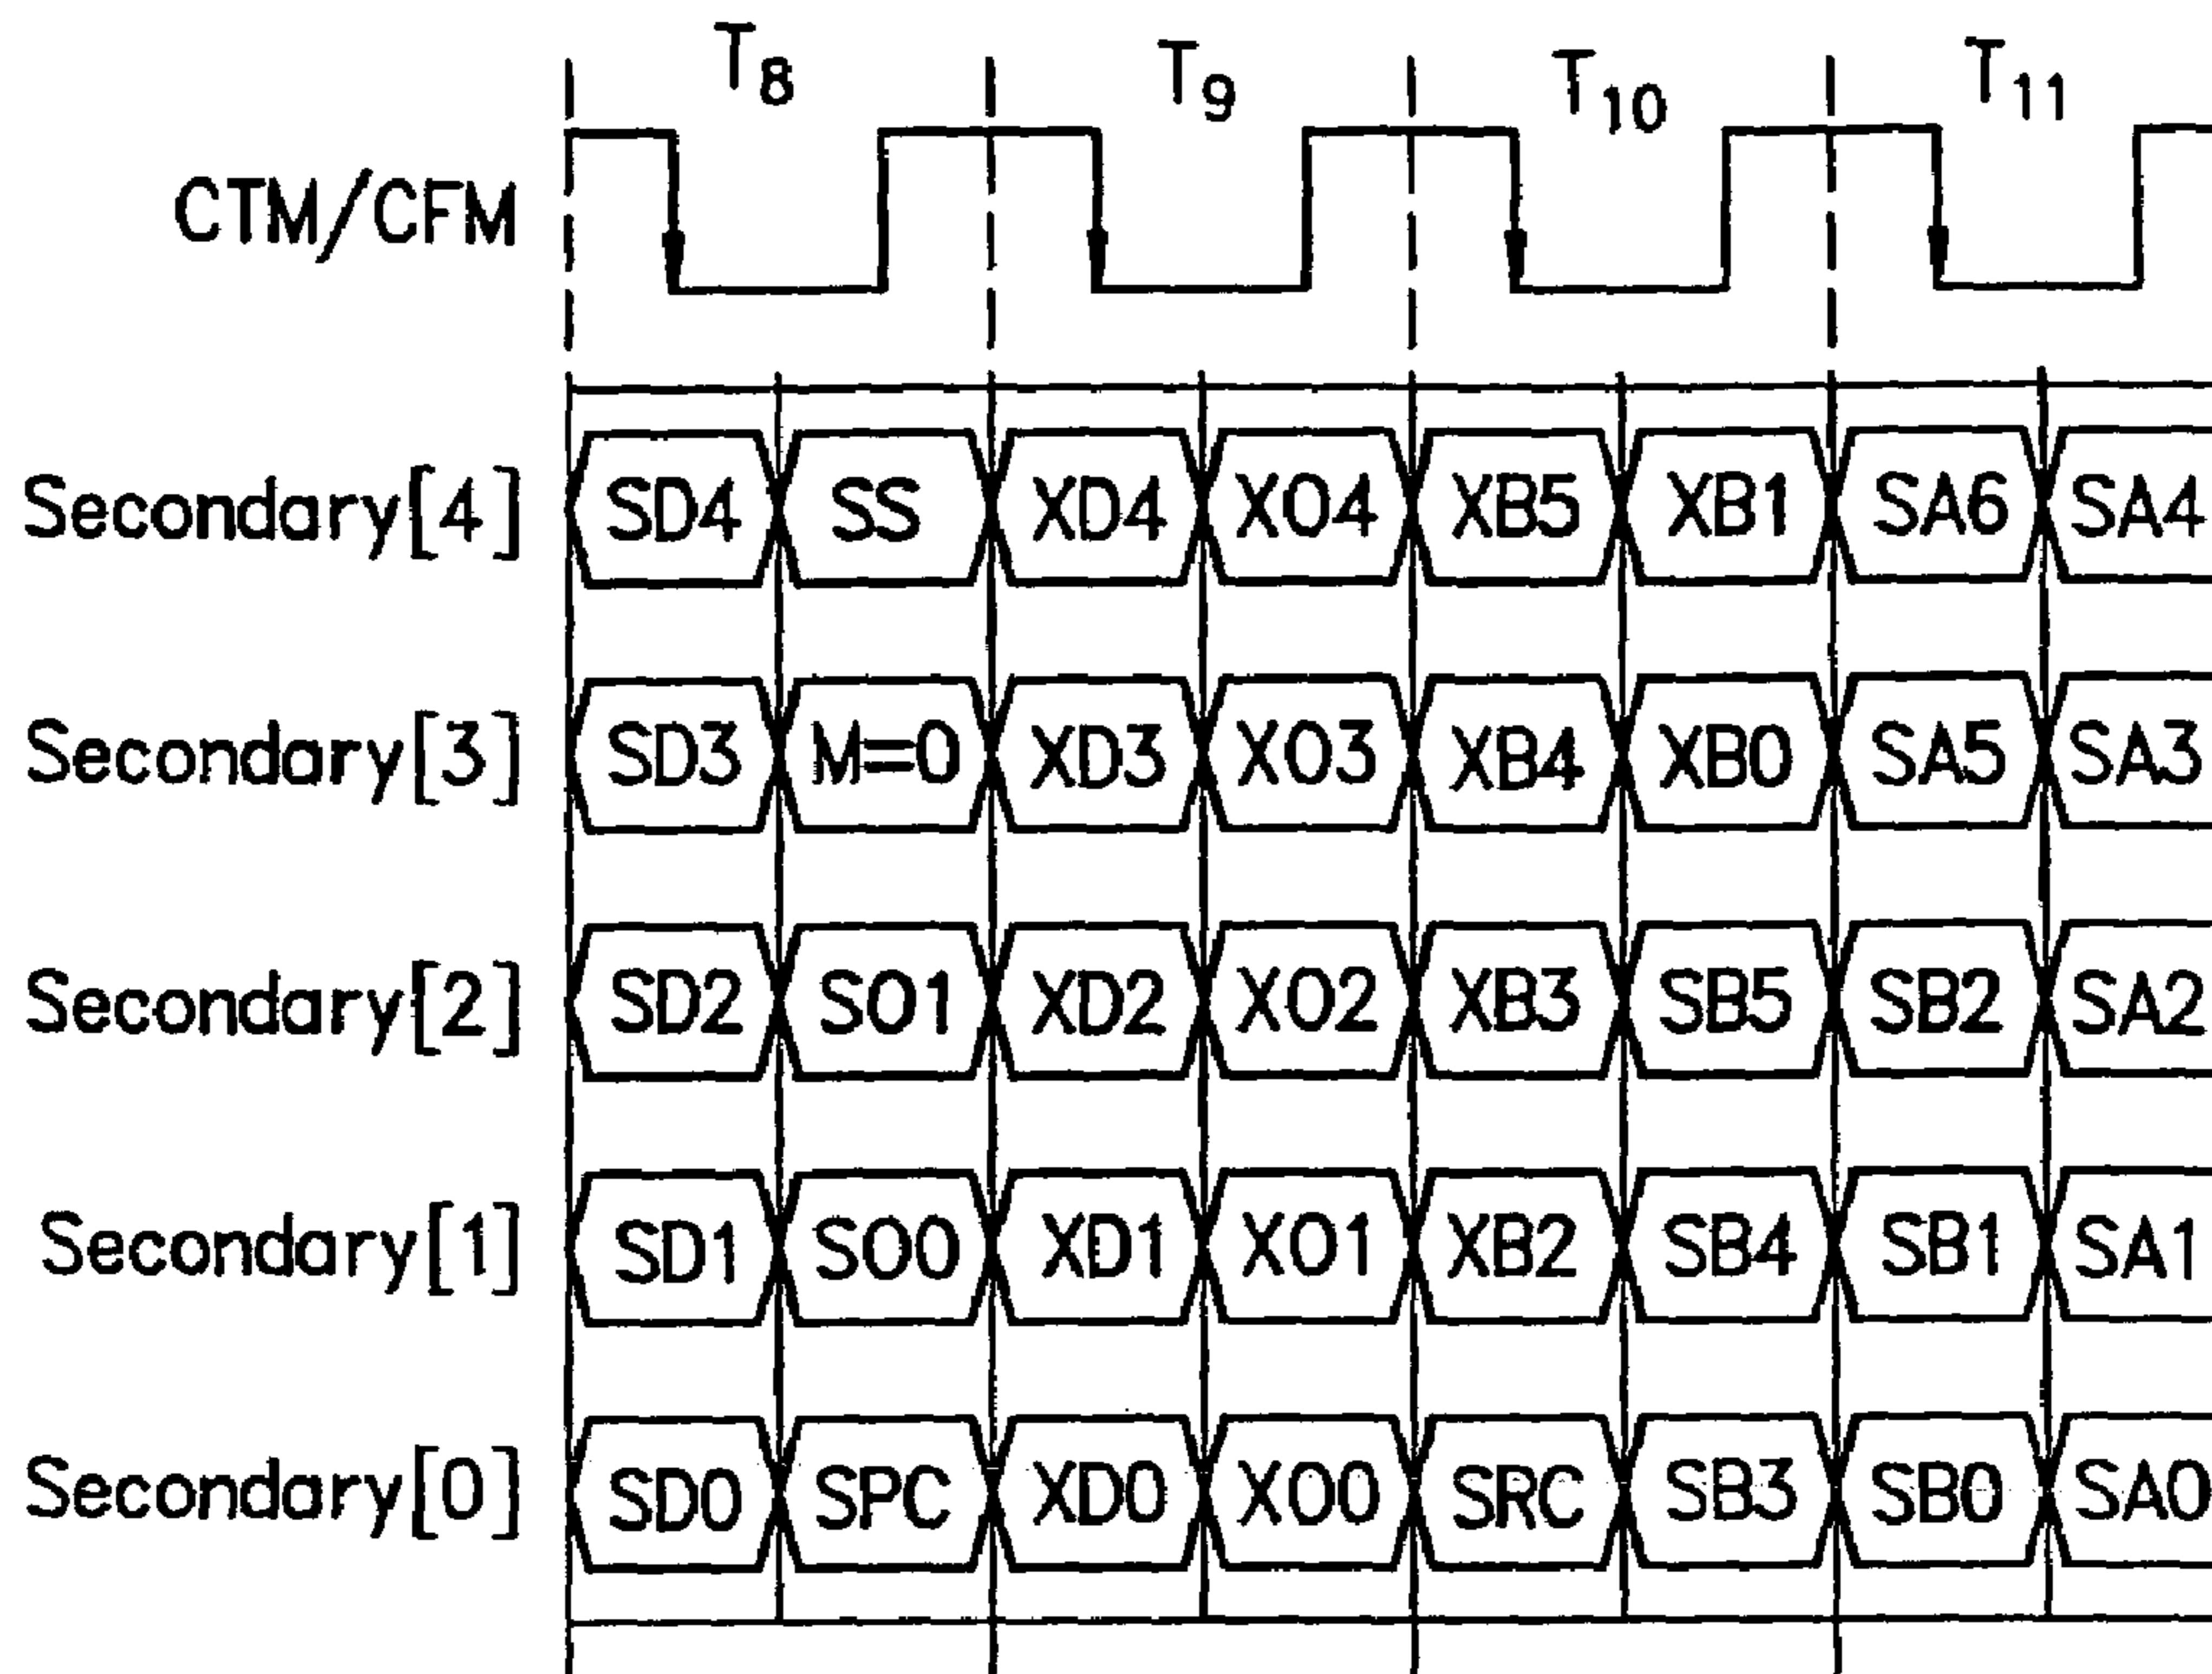 T8 T9 T10 T11
CTM/CFM
Secondary[4] SD4 SS XD4 XO4 XB5 XB1 SA6 SA4
Secondary[3] SD3 M=0 XD3 XO3 XB4 XB0 SA5 SA3
Secondary[2] SD2 SO1 XD2 XO2 XB3 SB5 SB2 SA2
Secondary[1] SD1 SO0 XD1 XO1 XB2 SB4 SB1 SA1
Secondary[0] SD0 SPC XD0 XO0 SRC SB3 SB0 SA0